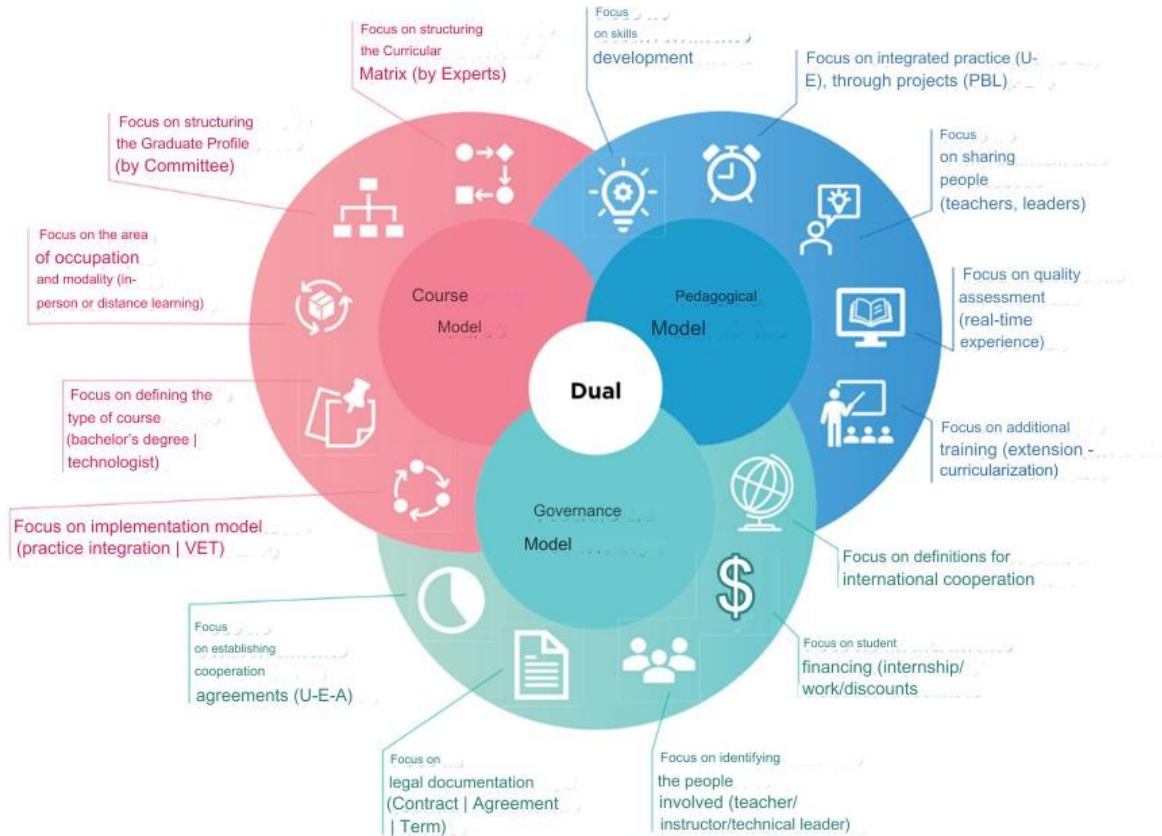 Focus on structuring
the Curricular
Matrix (by Experts)
Focus
on skills
development
Focus on integrated practice (U-
E), through projects (PBL)
Focus on structuring
the Graduate Profile
(by Committee)
Focus
on sharing
people
(teachers, leaders)
Focus on the area
of occupation
and modality (in-
person or distance learning)
Course
Model
Pedagogical
Model
Focus on quality
assessment
(real-time
experience)
Dual
Focus on defining the
type of course
(bachelor's degree |
technologist)
Focus on additional
training (extension -
curricularization)
Focus on implementation model
(practice integration | VET)
Governance
Model
Focus on definitions for
international cooperation
$
Focus
on establishing
cooperation
agreements (U-E-A)
Focus on student
financing (internship/
work/discounts
Focus on
legal documentation
(Contract | Agreement
| Term)
Focus on identifying
the people
involved (teacher/
instructor/technical leader)